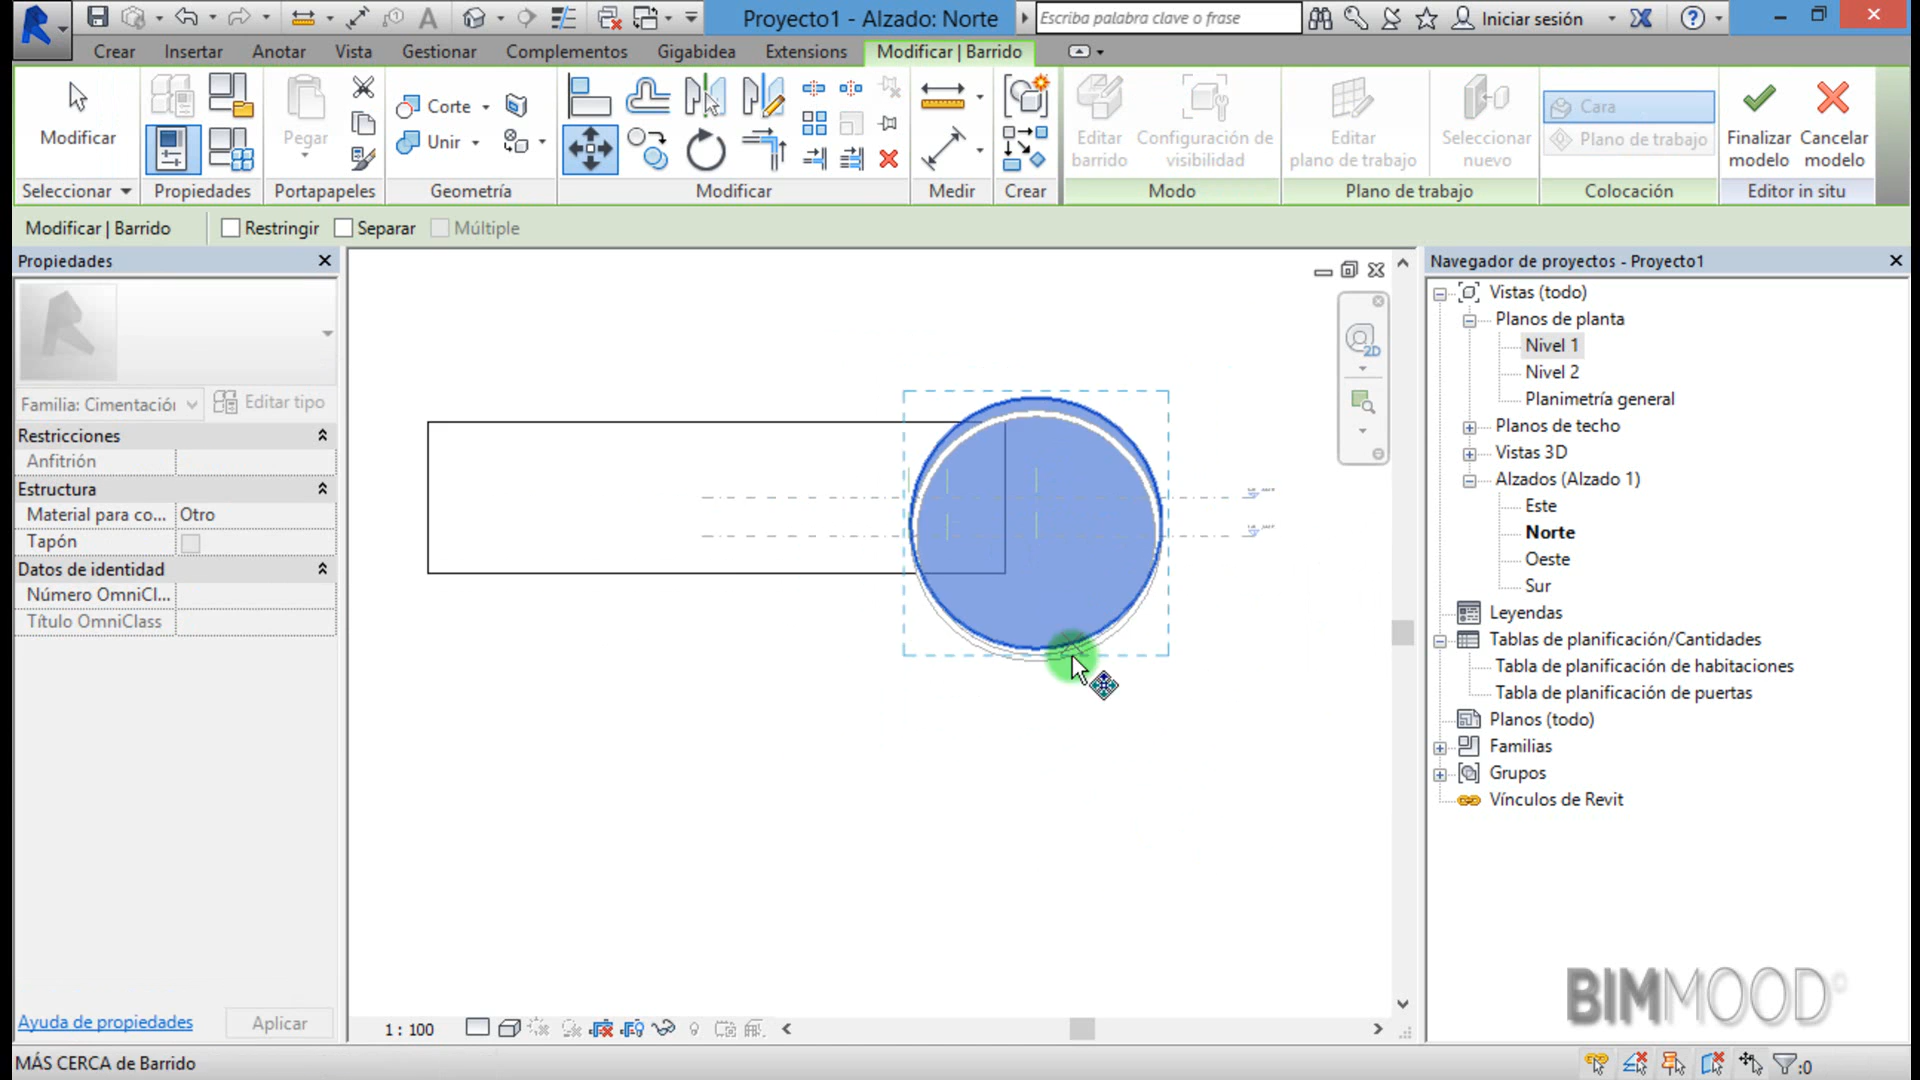 Proyecto1 - Alzado: Norte
Escriba palabra clave o frase
Iniciar sesión
Crear Insertar Anotar Vista Gestionar Complementos Gigabidea Extensions Modificar | Barrido
Modificar
Pegar
Corte
Unir
Editar barrido
Configuración de visibilidad
Editar plano de trabajo
Seleccionar nuevo
Cara
Plano de trabajo
Finalizar modelo
Cancelar modelo
Seleccionar Propiedades Portapapeles Geometría Modificar Medir Crear Modo Plano de trabajo Colocación Editor in situ
Modificar | Barrido Restringir Separar Múltiple
Propiedades
Familia: Cimentació
Editar tipo
Restricciones
Anfitrión
Estructura
Material para co... Otro
Tapón
Datos de identidad
Número OmniCl...
Título OmniClass
Ayuda de propiedades
Aplicar
2D
1 : 100
Navegador de proyectos - Proyecto1
Vistas (todo)
Planos de planta
Nivel 1
Nivel 2
Planimetría general
Planos de techo
Vistas 3D
Alzados (Alzado 1)
Este
Norte
Oeste
Sur
Leyendas
Tablas de planificación/Cantidades
Tabla de planificación de habitaciones
Tabla de planificación de puertas
Planos (todo)
Familias
Grupos
Vínculos de Revit
BIMMOOD
MÁS CERCA de Barrido
:0